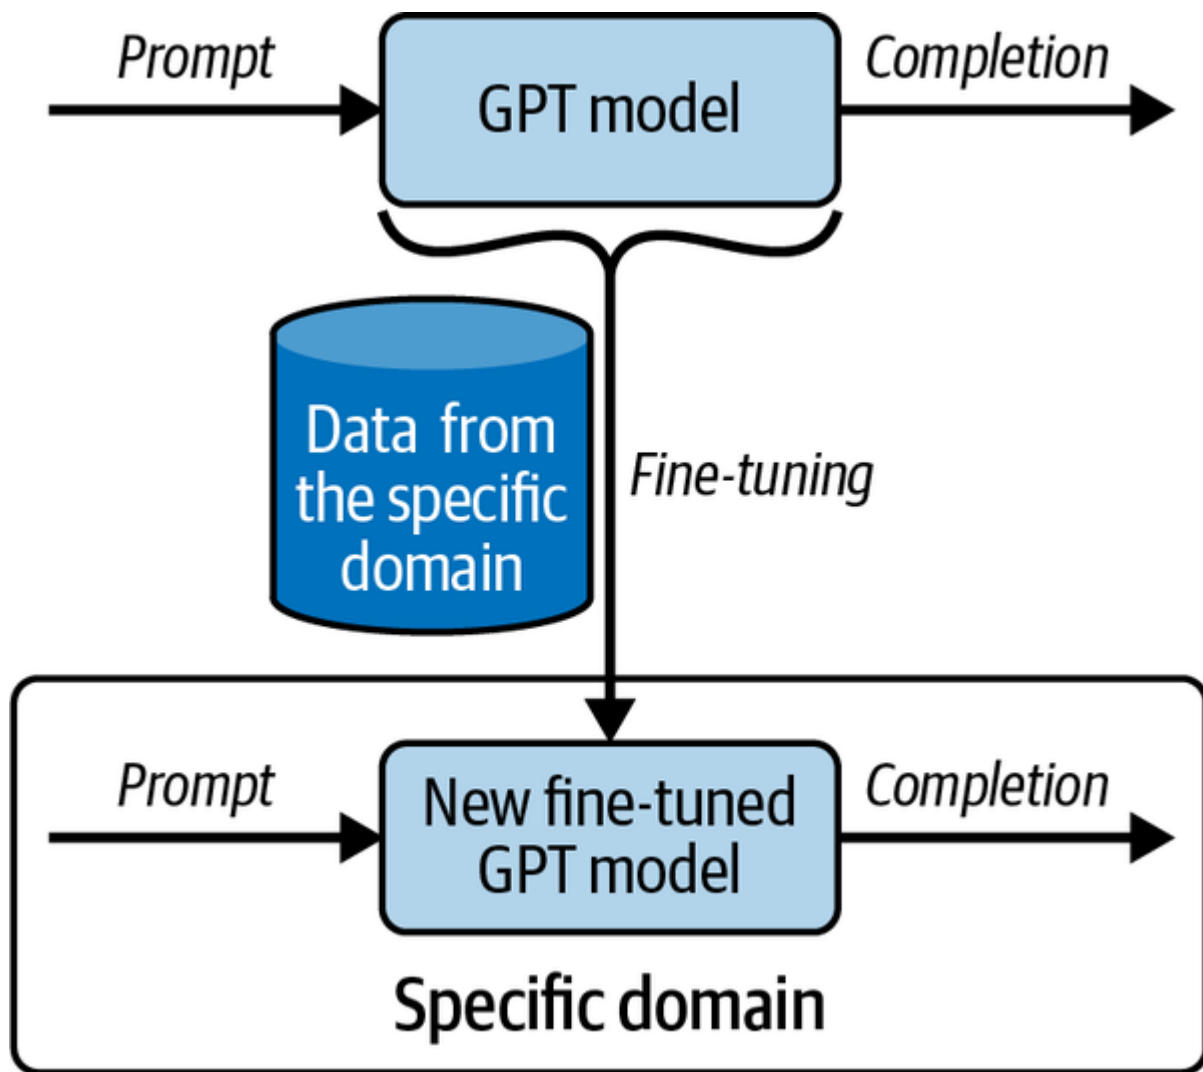 Prompt
GPT model
Completion
Data from
the specific
domain
Fine-tuning
Prompt
New fine-tuned
GPT model
Completion
Specific domain